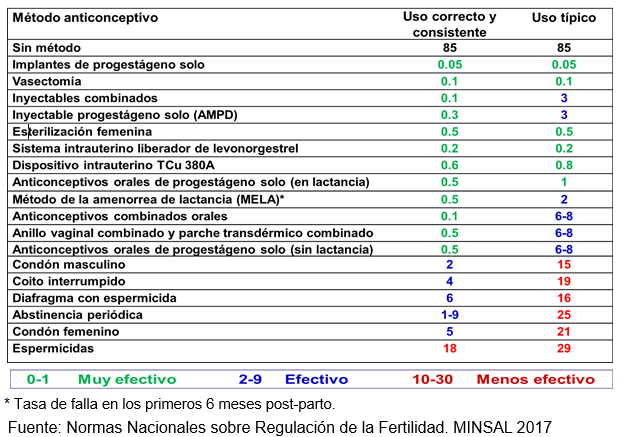 Método anticonceptivo Uso correcto y consistente Uso típico
Sin método 85 85
Implantes de progestágeno solo 0.05 0.05
Vasectomía 0.1 0.1
Inyectables combinados 0.1 3
Inyectable progestágeno solo (AMPD) 0.3 3
Esterilización femenina 0.5 0.5
Sistema intrauterino liberador de levonorgestrel 0.2 0.2
Dispositivo intrauterino TCu 380A 0.6 0.8
Anticonceptivos orales de progestágeno solo (en lactancia) 0.5 1
Método de la amenorrea de lactancia (MELA)* 0.5 2
Anticonceptivos combinados orales 0.1 6-8
Anillo vaginal combinado y parche transdérmico combinado 0.5 6-8
Anticonceptivos orales de progestágeno solo (sin lactancia) 0.5 6-8
Condón masculino 2 15
Coito interrumpido 4 19
Diafragma con espermicida 6 16
Abstinencia periódica 1-9 25
Condón femenino 5 21
Espermicidas 18 29
0-1 Muy efectivo 2-9 Efectivo 10-30 Menos efectivo
* Tasa de falla en los primeros 6 meses post-parto.
Fuente: Normas Nacionales sobre Regulación de la Fertilidad. MINSAL 2017